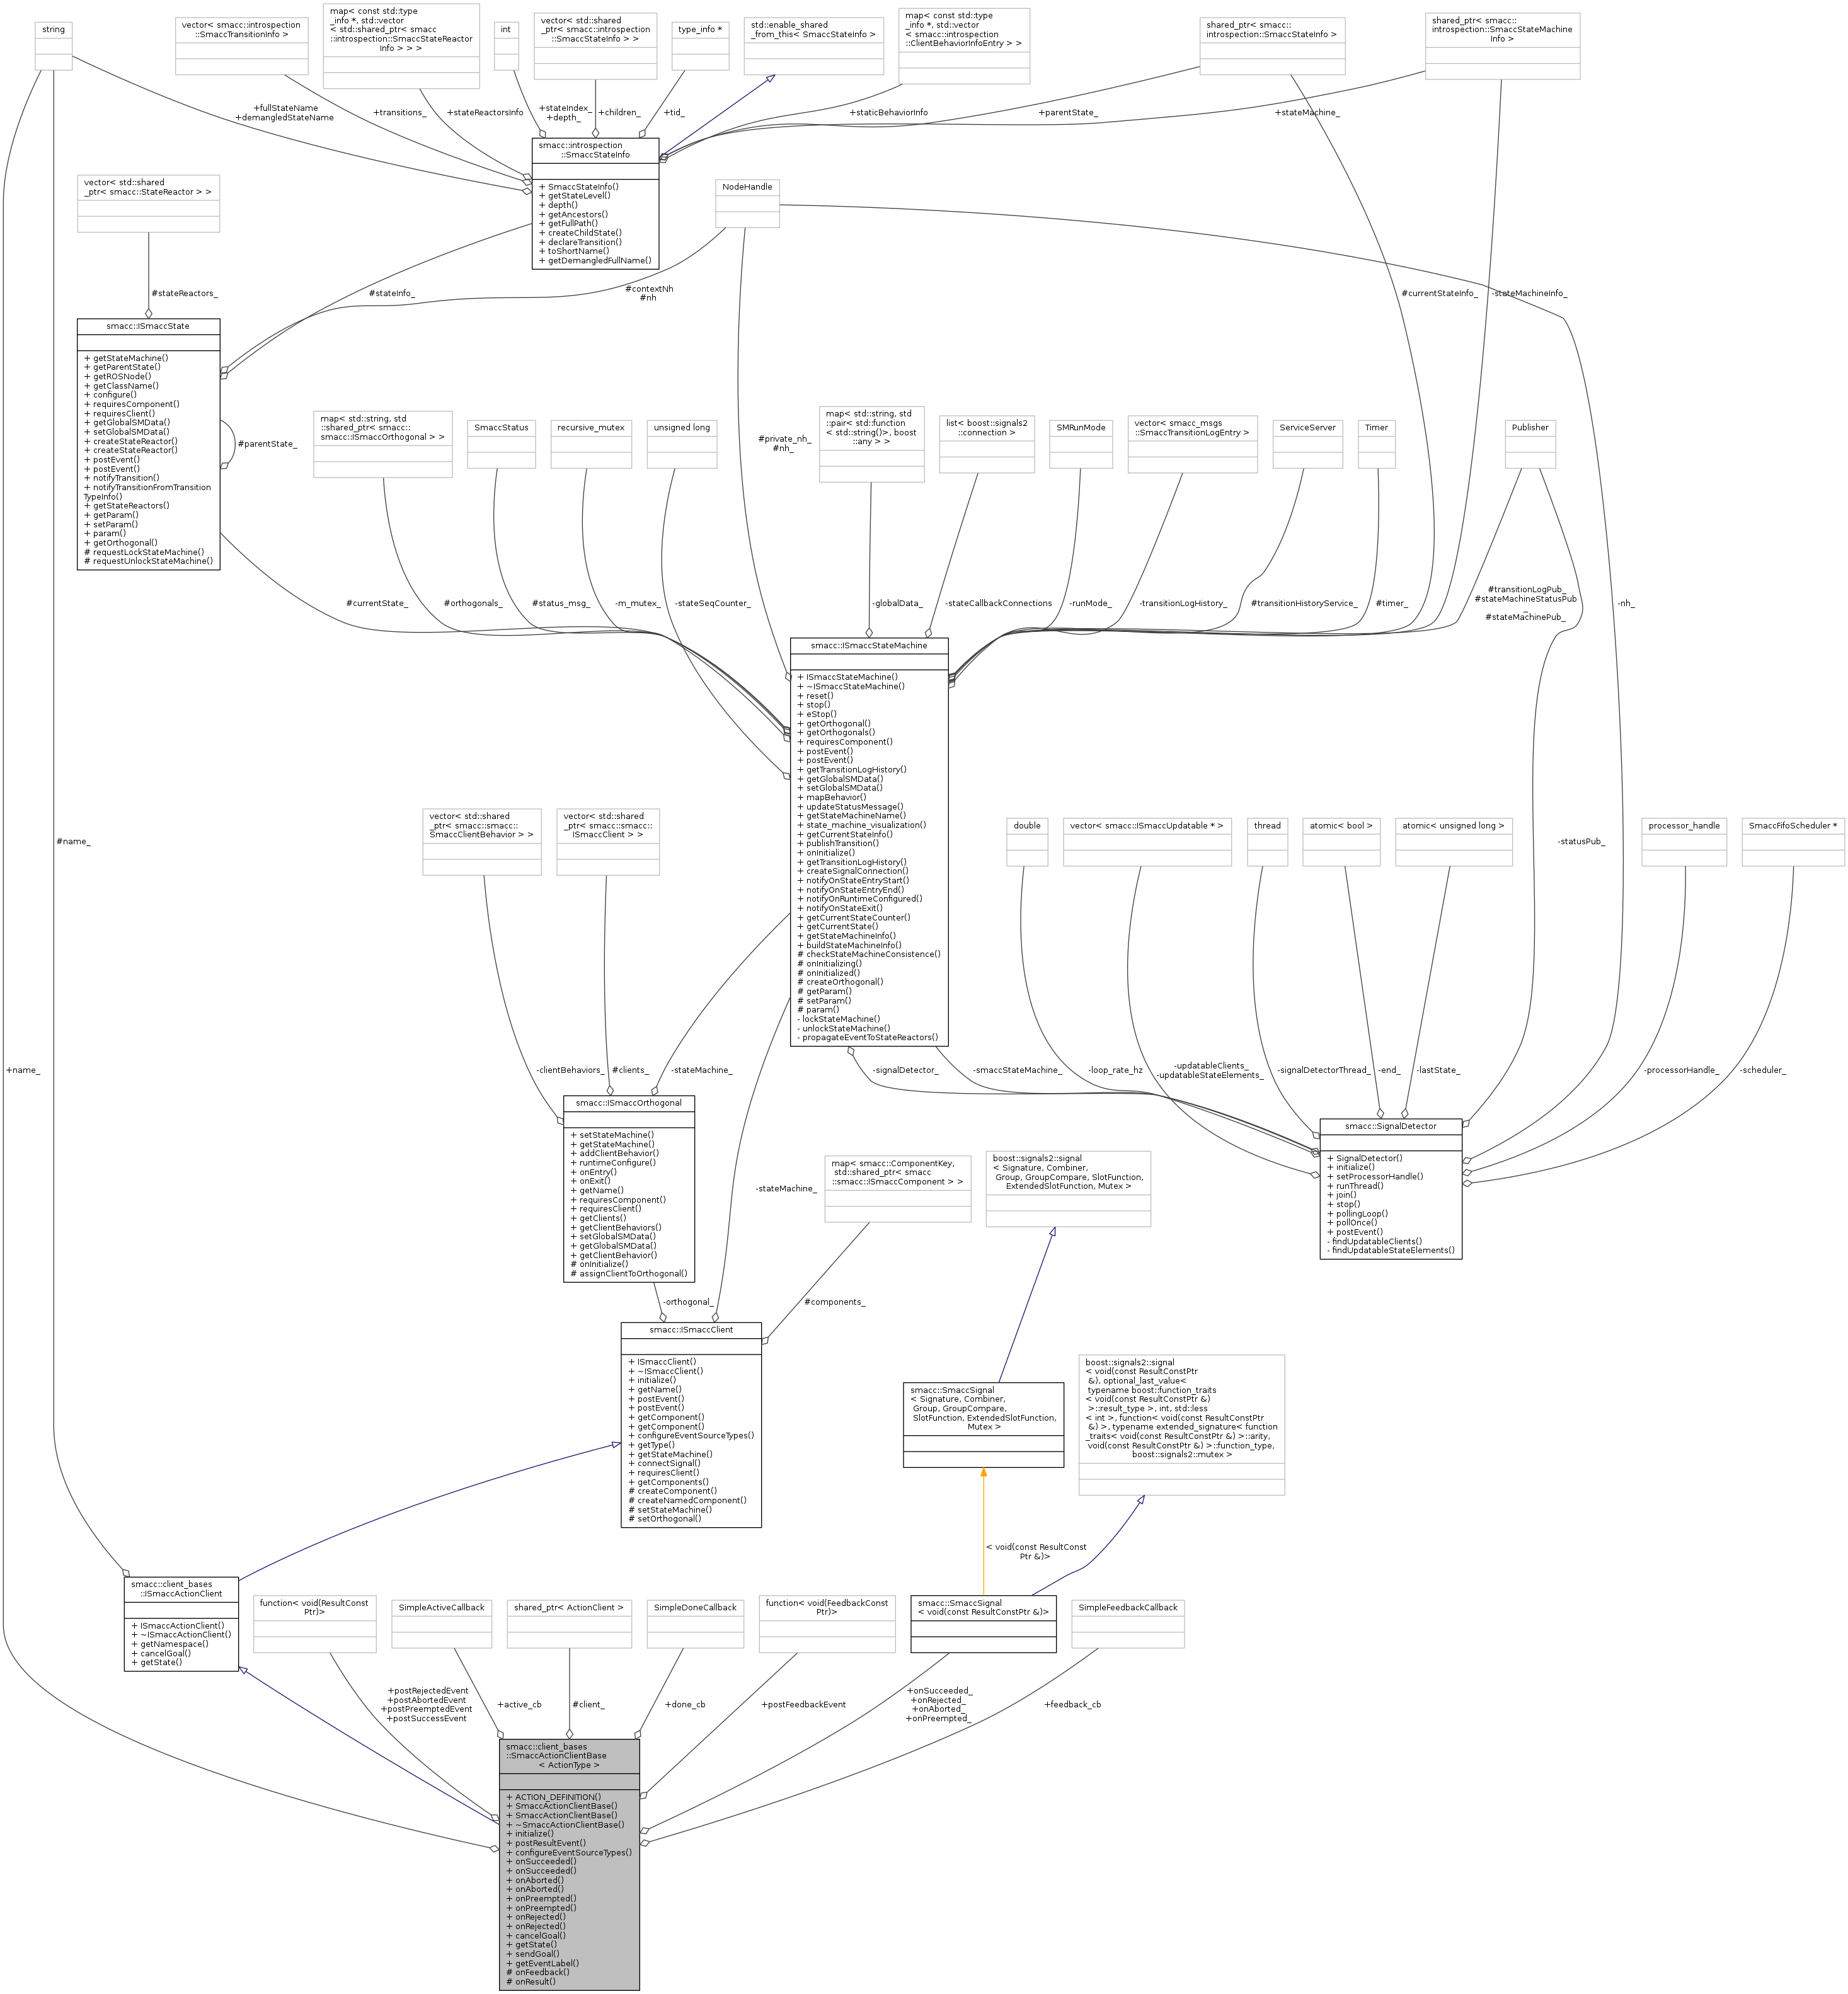 string
vector< smacc::introspection
::SmaccTransitionInfo >
map< const std::type
_info *, std::vector
< std::shared_ptr< smacc
::introspection::SmaccStateReactor
Info > > >
int
vector< std::shared
_ptr< smacc::introspection
::SmaccStateInfo > >
type_info *
std::enable_shared
_from_this< SmaccStateInfo >
map< const std::type
_info *, std::vector
< smacc::introspection
::ClientBehaviorInfoEntry > >
shared_ptr< smacc::
introspection::SmaccStateInfo >
shared_ptr< smacc::
introspection::SmaccStateMachine
Info >
+fullStateName
+demangledStateName
+transitions_
+stateReactorsInfo
+stateIndex_
+depth_
+children_
+tid_
+staticBehaviorInfo
+parentState_
+stateMachine_
smacc::introspection
::SmaccStateInfo
+ SmaccStateInfo()
+ getStateLevel()
+ depth()
+ getAncestors()
+ getFullPath()
+ createChildState()
+ declareTransition()
+ toShortName()
+ getDemangledFullName()
vector< std::shared
_ptr< smacc::StateReactor > >
NodeHandle
#stateReactors_
#stateInfo_
#contextNh
#nh
#currentStateInfo_
-stateMachineInfo_
smacc::ISmaccState
+ getStateMachine()
+ getParentState()
+ getROSNode()
+ getClassName()
+ configure()
+ requiresComponent()
+ requiresClient()
+ getGlobalSMData()
+ setGlobalSMData()
+ createStateReactor()
+ createStateReactor()
+ postEvent()
+ postEvent()
+ notifyTransition()
+ notifyTransitionFromTransition
TypeInfo()
+ getStateReactors()
+ getParam()
+ setParam()
+ param()
+ getOrthogonal()
# requestLockStateMachine()
# requestUnlockStateMachine()
#parentState_
map< std::string, std
::shared_ptr< smacc::
smacc::ISmaccOrthogonal > >
SmaccStatus
recursive_mutex
unsigned long
#private_nh_
#nh_
map< std::string, std
::pair< std::function
< std::string()>, boost
::any > >
list< boost::signals2
::connection >
SMRunMode
vector< smacc_msgs
::SmaccTransitionLogEntry >
ServiceServer
Timer
Publisher
#currentState_
#orthogonals_
#status_msg_
-m_mutex_
-stateSeqCounter_
-globalData_
-stateCallbackConnections
-runMode_
-transitionLogHistory_
#transitionHistoryService_
#timer_
#transitionLogPub_
#stateMachineStatusPub
_
#stateMachinePub_
-nh_
smacc::ISmaccStateMachine
+ ISmaccStateMachine()
+ ~ISmaccStateMachine()
+ reset()
+ stop()
+ eStop()
+ getOrthogonal()
+ getOrthogonals()
+ requiresComponent()
+ postEvent()
+ postEvent()
+ getTransitionLogHistory()
+ getGlobalSMData()
+ setGlobalSMData()
+ mapBehavior()
+ updateStatusMessage()
+ getStateMachineName()
+ state_machine_visualization()
+ getCurrentStateInfo()
+ publishTransition()
+ onInitialize()
+ getTransitionLogHistory()
+ createSignalConnection()
+ notifyOnStateEntryStart()
+ notifyOnStateEntryEnd()
+ notifyOnRuntimeConfigured()
+ notifyOnStateExit()
+ getCurrentStateCounter()
+ getCurrentState()
+ getStateMachineInfo()
+ buildStateMachineInfo()
# checkStateMachineConsistence()
# onInitializing()
# onInitialized()
# createOrthogonal()
# getParam()
# setParam()
# param()
- lockStateMachine()
- unlockStateMachine()
- propagateEventToStateReactors()
#name_
vector< std::shared
_ptr< smacc::smacc::
SmaccClientBehavior > >
vector< std::shared
_ptr< smacc::smacc::
ISmaccClient > >
double
vector< smacc::ISmaccUpdatable * >
thread
atomic< bool >
atomic< unsigned long >
-statusPub_
processor_handle
SmaccFifoScheduler *
+name_
-clientBehaviors_
#clients_
-stateMachine_
-signalDetector_
-smaccStateMachine_
-loop_rate_hz
-updatableClients_
-updatableStateElements_
-signalDetectorThread_
-end_
-lastState_
-processorHandle_
-scheduler_
smacc::ISmaccOrthogonal
+ setStateMachine()
+ getStateMachine()
+ addClientBehavior()
+ runtimeConfigure()
+ onEntry()
+ onExit()
+ getName()
+ requiresComponent()
+ requiresClient()
+ getClients()
+ getClientBehaviors()
+ setGlobalSMData()
+ getGlobalSMData()
+ getClientBehavior()
# onInitialize()
# assignClientToOrthogonal()
smacc::SignalDetector
+ SignalDetector()
+ initialize()
+ setProcessorHandle()
+ runThread()
+ join()
+ stop()
+ pollingLoop()
+ pollOnce()
+ postEvent()
- findUpdatableClients()
- findUpdatableStateElements()
-stateMachine_
map< smacc::ComponentKey,
std::shared_ptr< smacc
::smacc::ISmaccComponent > >
boost::signals2::signal
< Signature, Combiner,
Group, GroupCompare, SlotFunction,
ExtendedSlotFunction, Mutex >
-orthogonal_
#components_
smacc::ISmaccClient
+ ISmaccClient()
+ ~ISmaccClient()
+ initialize()
+ getName()
+ postEvent()
+ postEvent()
+ getComponent()
+ getComponent()
+ configureEventSourceTypes()
+ getType()
+ getStateMachine()
+ connectSignal()
+ requiresClient()
+ getComponents()
# createComponent()
# createNamedComponent()
# setStateMachine()
# setOrthogonal()
smacc::SmaccSignal
< Signature, Combiner,
Group, GroupCompare,
SlotFunction, ExtendedSlotFunction,
Mutex >
boost::signals2::signal
< void(const ResultConstPtr
&), optional_last_value<
typename boost::function_traits
< void(const ResultConstPtr &)
>::result_type >, int, std::less
< int >, function< void(const ResultConstPtr
&) >, typename extended_signature< function
_traits< void(const ResultConstPtr &) >::arity,
void(const ResultConstPtr &) >::function_type,
boost::signals2::mutex >
< void(const ResultConst
Ptr &)>
smacc::client_bases
::ISmaccActionClient
+ ISmaccActionClient()
+ ~ISmaccActionClient()
+ getNamespace()
+ cancelGoal()
+ getState()
function< void(ResultConst
Ptr)>
SimpleActiveCallback
shared_ptr< ActionClient >
SimpleDoneCallback
function< void(FeedbackConst
Ptr)>
smacc::SmaccSignal
< void(const ResultConstPtr &)>
SimpleFeedbackCallback
+postRejectedEvent
+postAbortedEvent
+postPreemptedEvent
+postSuccessEvent
+active_cb
#client_
+done_cb
+postFeedbackEvent
+onSucceeded_
+onRejected_
+onAborted_
+onPreempted_
+feedback_cb
smacc::client_bases
::SmaccActionClientBase
< ActionType >
+ ACTION_DEFINITION()
+ SmaccActionClientBase()
+ SmaccActionClientBase()
+ ~SmaccActionClientBase()
+ initialize()
+ postResultEvent()
+ configureEventSourceTypes()
+ onSucceeded()
+ onSucceeded()
+ onAborted()
+ onAborted()
+ onPreempted()
+ onPreempted()
+ onRejected()
+ onRejected()
+ cancelGoal()
+ getState()
+ sendGoal()
+ getEventLabel()
# onFeedback()
# onResult()